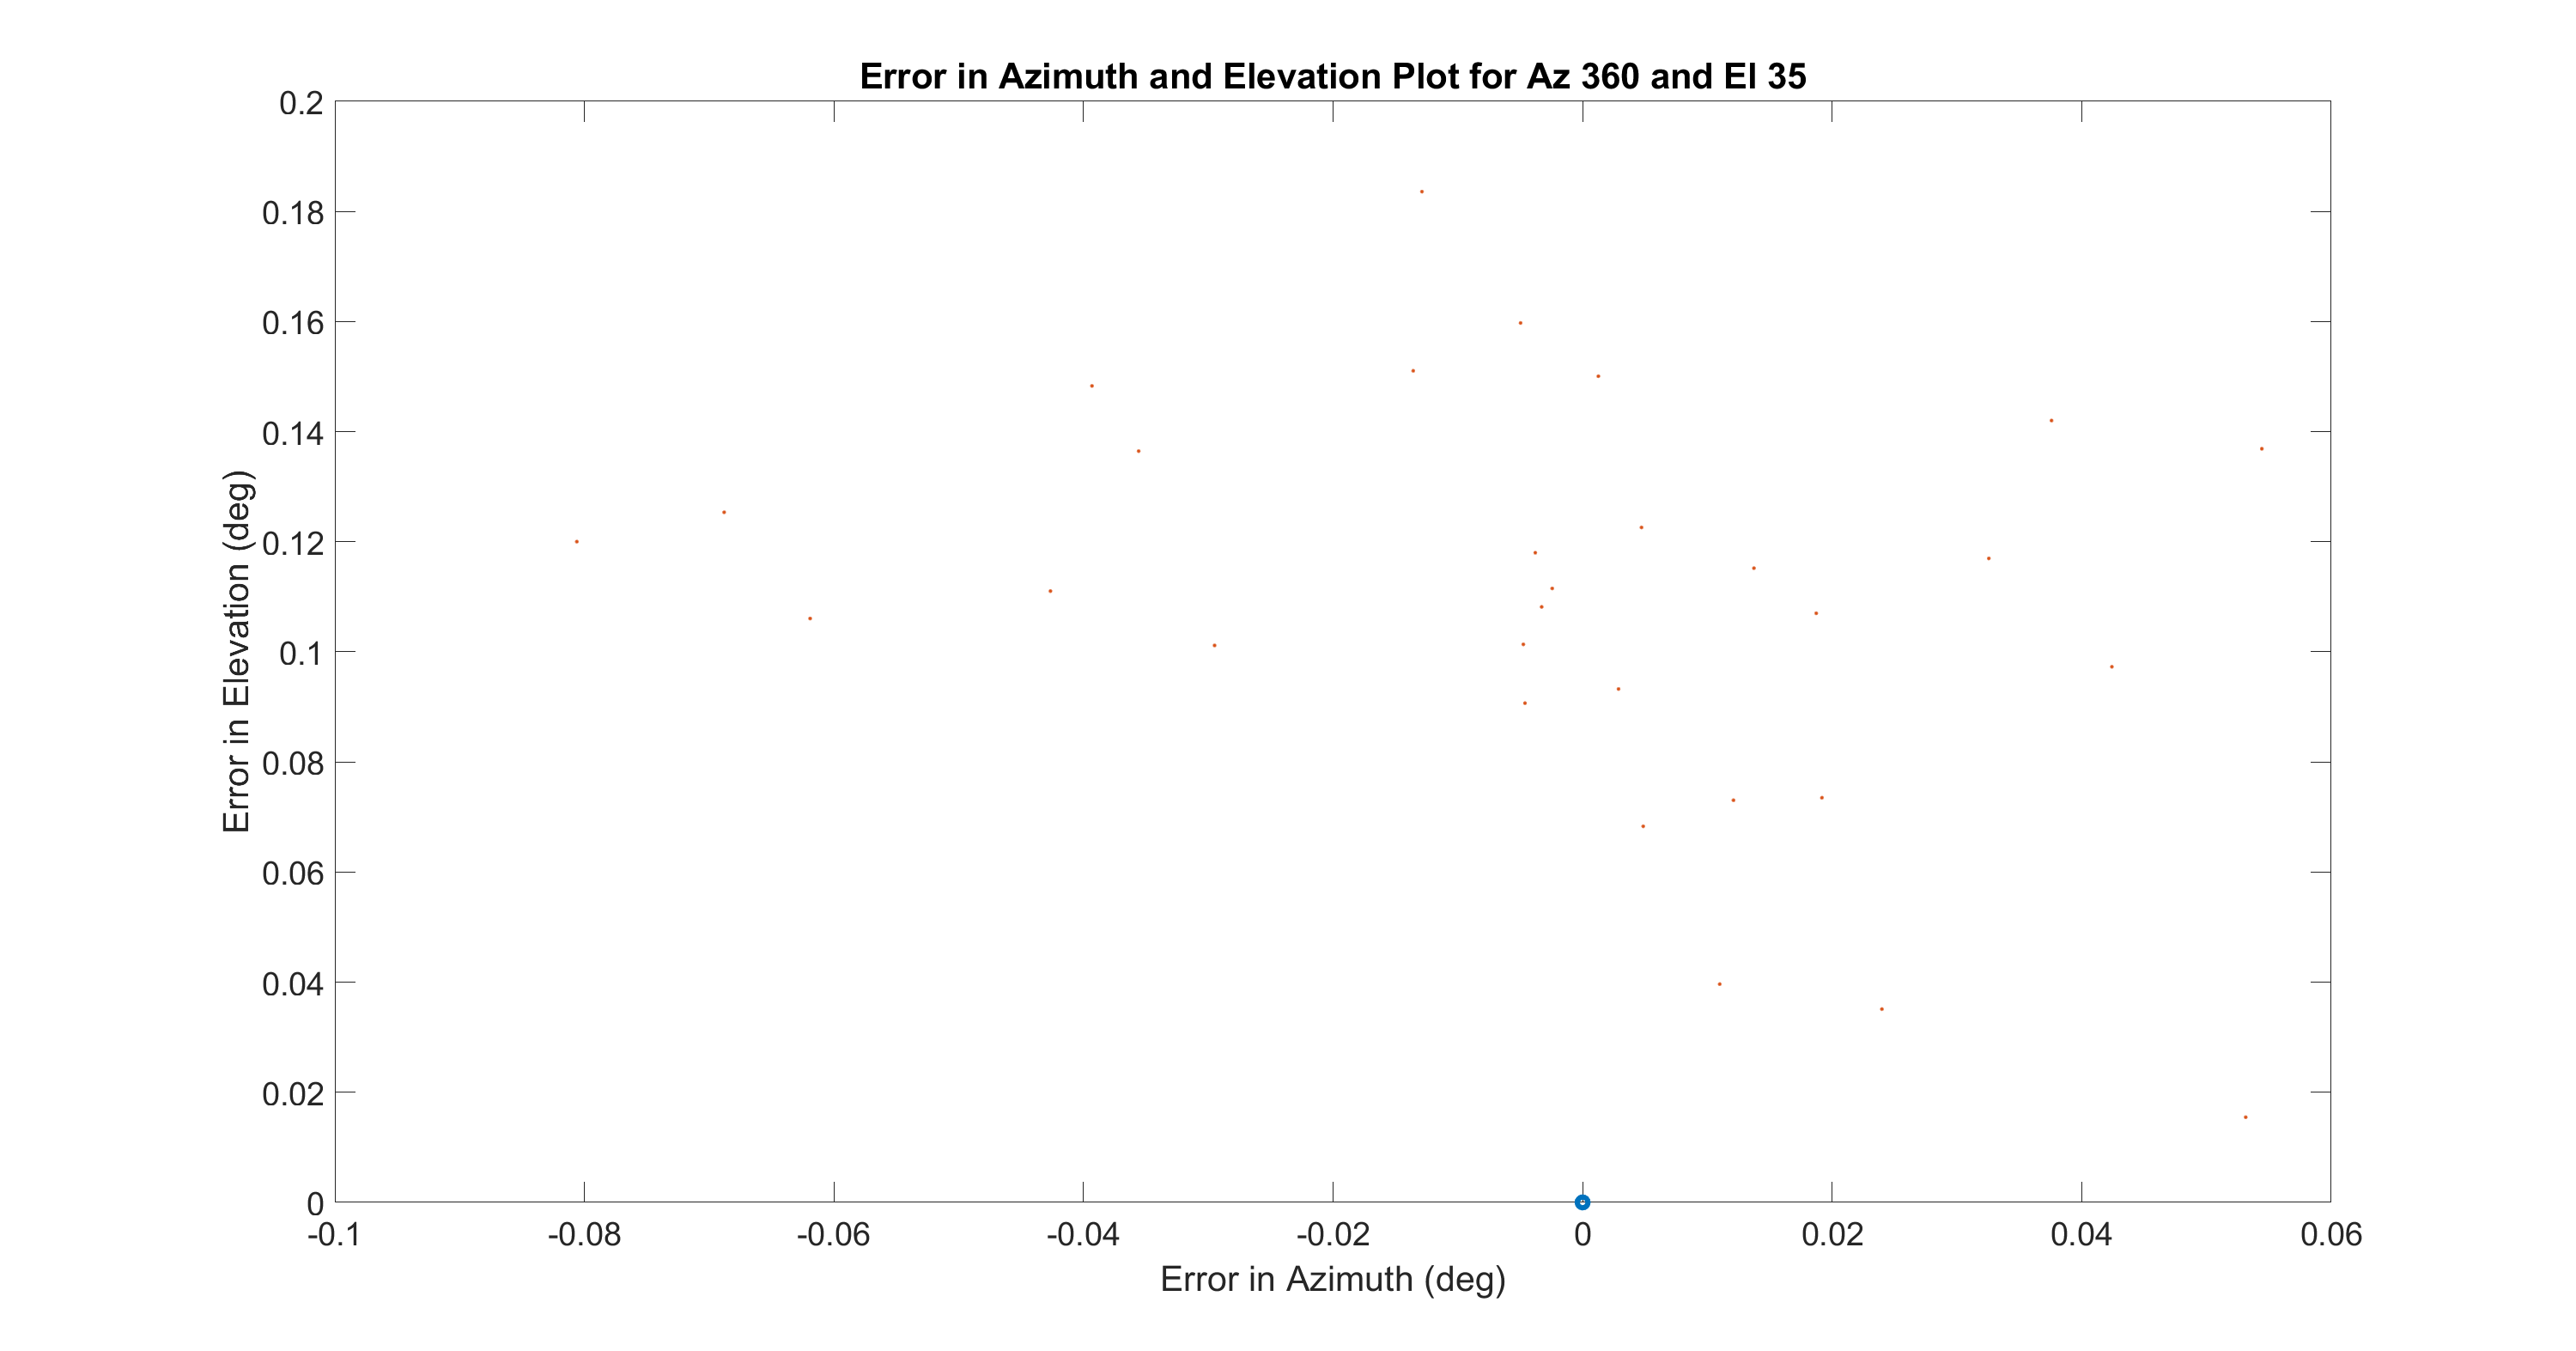 Error in Azimuth and Elevation Plot for Az 360 and El 35
0.2
0.18
0.16
0.14
0.12
0.1
0.08
0.06
0.04
0.02
0
Error in Elevation (deg)
-0.1 -0.08 -0.06 -0.04 -0.02 0 0.02 0.04 0.06
Error in Azimuth (deg)